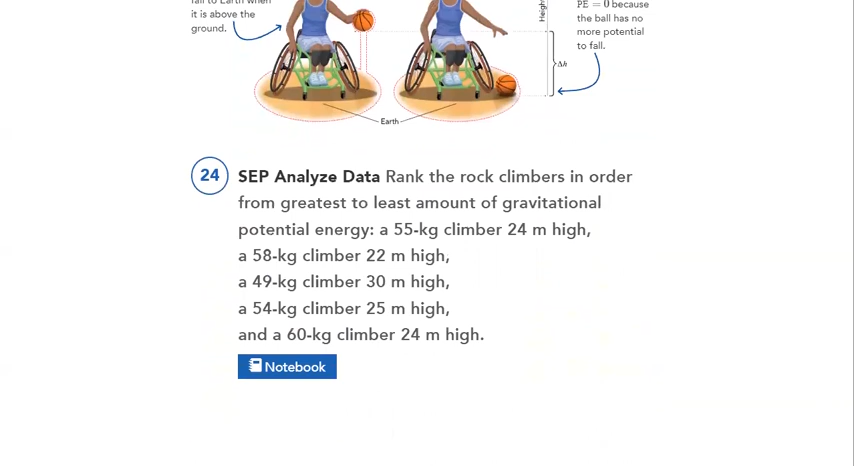 fall to Earth when
it is above the
ground.
Height
PE = 0 because
the ball has no
more potential
to fall.
Δh
Earth
24
SEP Analyze Data Rank the rock climbers in order
from greatest to least amount of gravitational
potential energy: a 55-kg climber 24 m high,
a 58-kg climber 22 m high,
a 49-kg climber 30 m high,
a 54-kg climber 25 m high,
and a 60-kg climber 24 m high.
Notebook